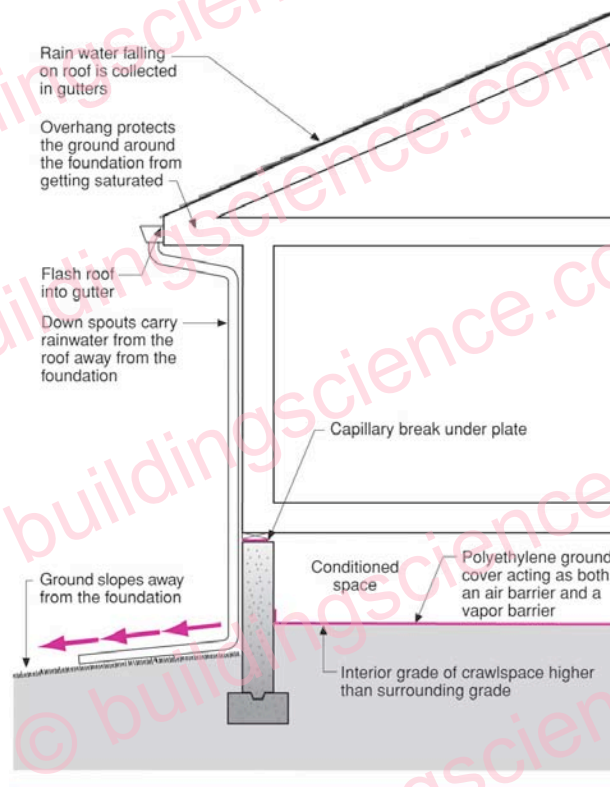 Rain water falling
on roof is collected
in gutters
Overhang protects
the ground around
the foundation from
getting saturated
Flash roof
into gutter
Down spouts carry
rainwater from the
roof away from the
foundation
Capillary break under plate
Conditioned
space
Polyethylene ground
cover acting as both
an air barrier and a
vapor barrier
Ground slopes away
from the foundation
Interior grade of crawlspace higher
than surrounding grade
buildingscience.com
© buildingscience.com